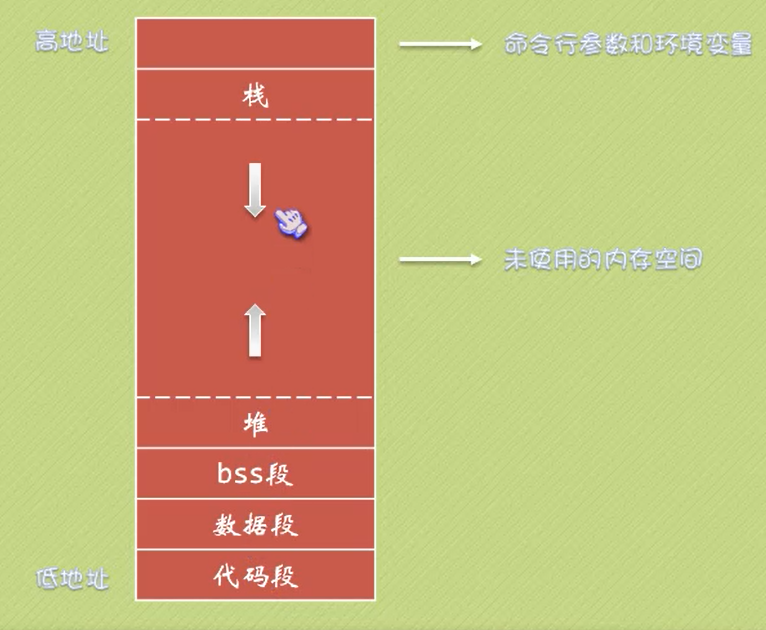 高地址
命令行参数和环境变量
栈
未使用的内存空间
堆
bss段
数据段
代码段
低地址